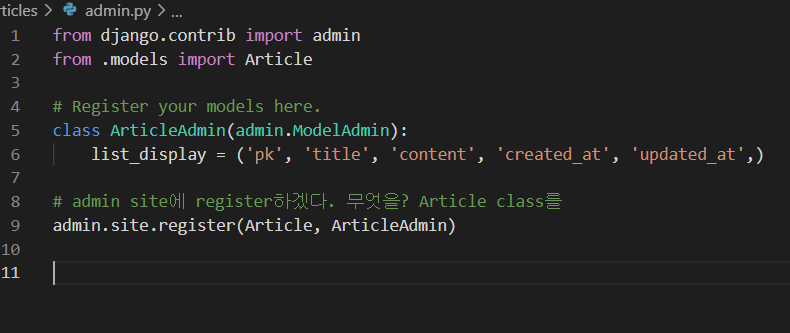 rticles > admin.py > ...
1 from django.contrib import admin
2 from .models import Article
3
4 # Register your models here.
5 class ArticleAdmin(admin.ModelAdmin):
6 list_display = ('pk', 'title', 'content', 'created_at', 'updated_at',)
7
8 # admin site에 register하겠다. 무엇을? Article class를
9 admin.site.register(Article, ArticleAdmin)
10
11